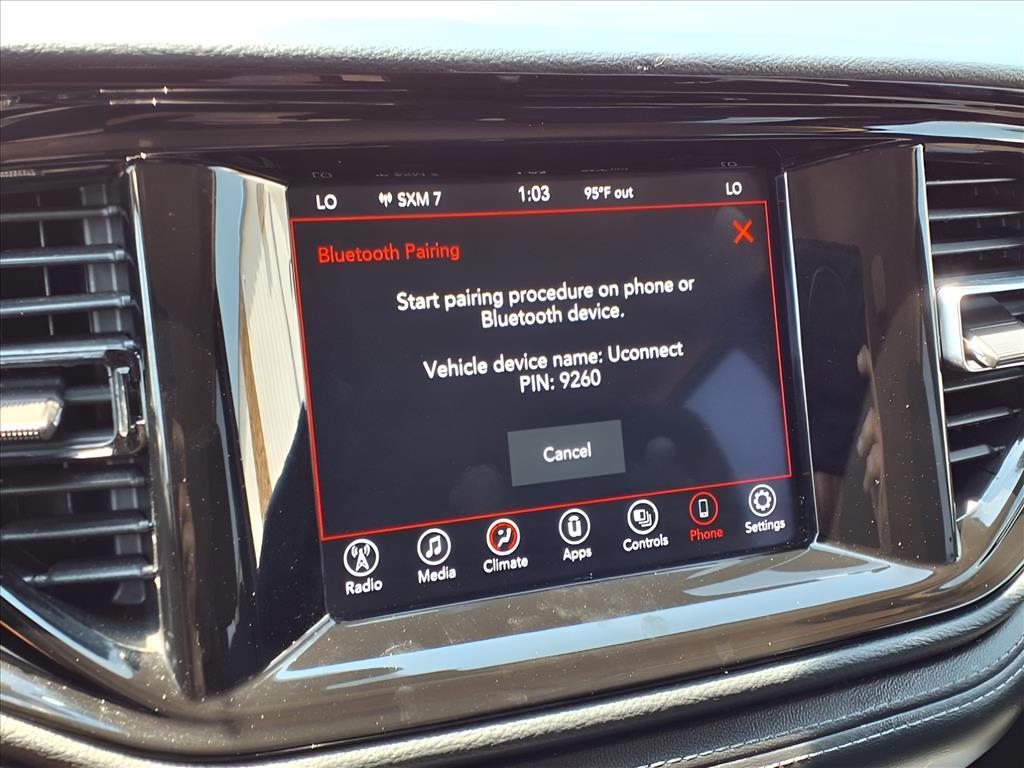 LO SXM 7 1:03 95°F out LO
Bluetooth Pairing X
Start pairing procedure on phone or
Bluetooth device.
Vehicle device name: Uconnect
PIN: 9260
Cancel
Radio Media Climate Apps Controls Phone Settings